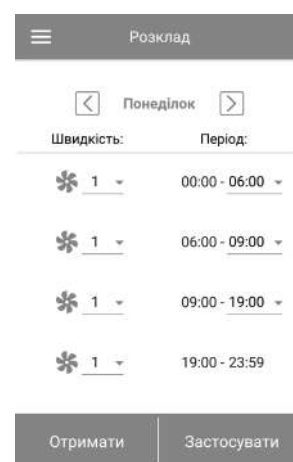 Розклад
Понеділок
Швидкість: Період:
1 00:00 - 06:00
1 06:00 - 09:00
1 09:00 - 19:00
1 19:00 - 23:59
Отримати Застосувати